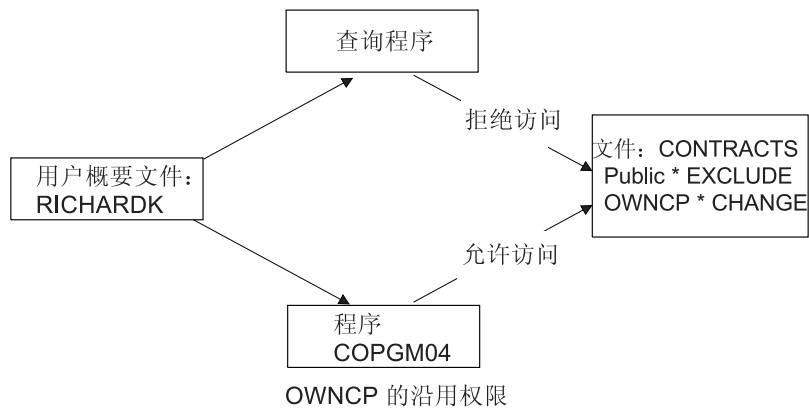 查询程序
拒绝访问
文件：CONTRACTS
Public * EXCLUDE
OWNCP * CHANGE
用户概要文件：
RICHARDK
允许访问
程序
COPGM04
OWNCP 的沿用权限